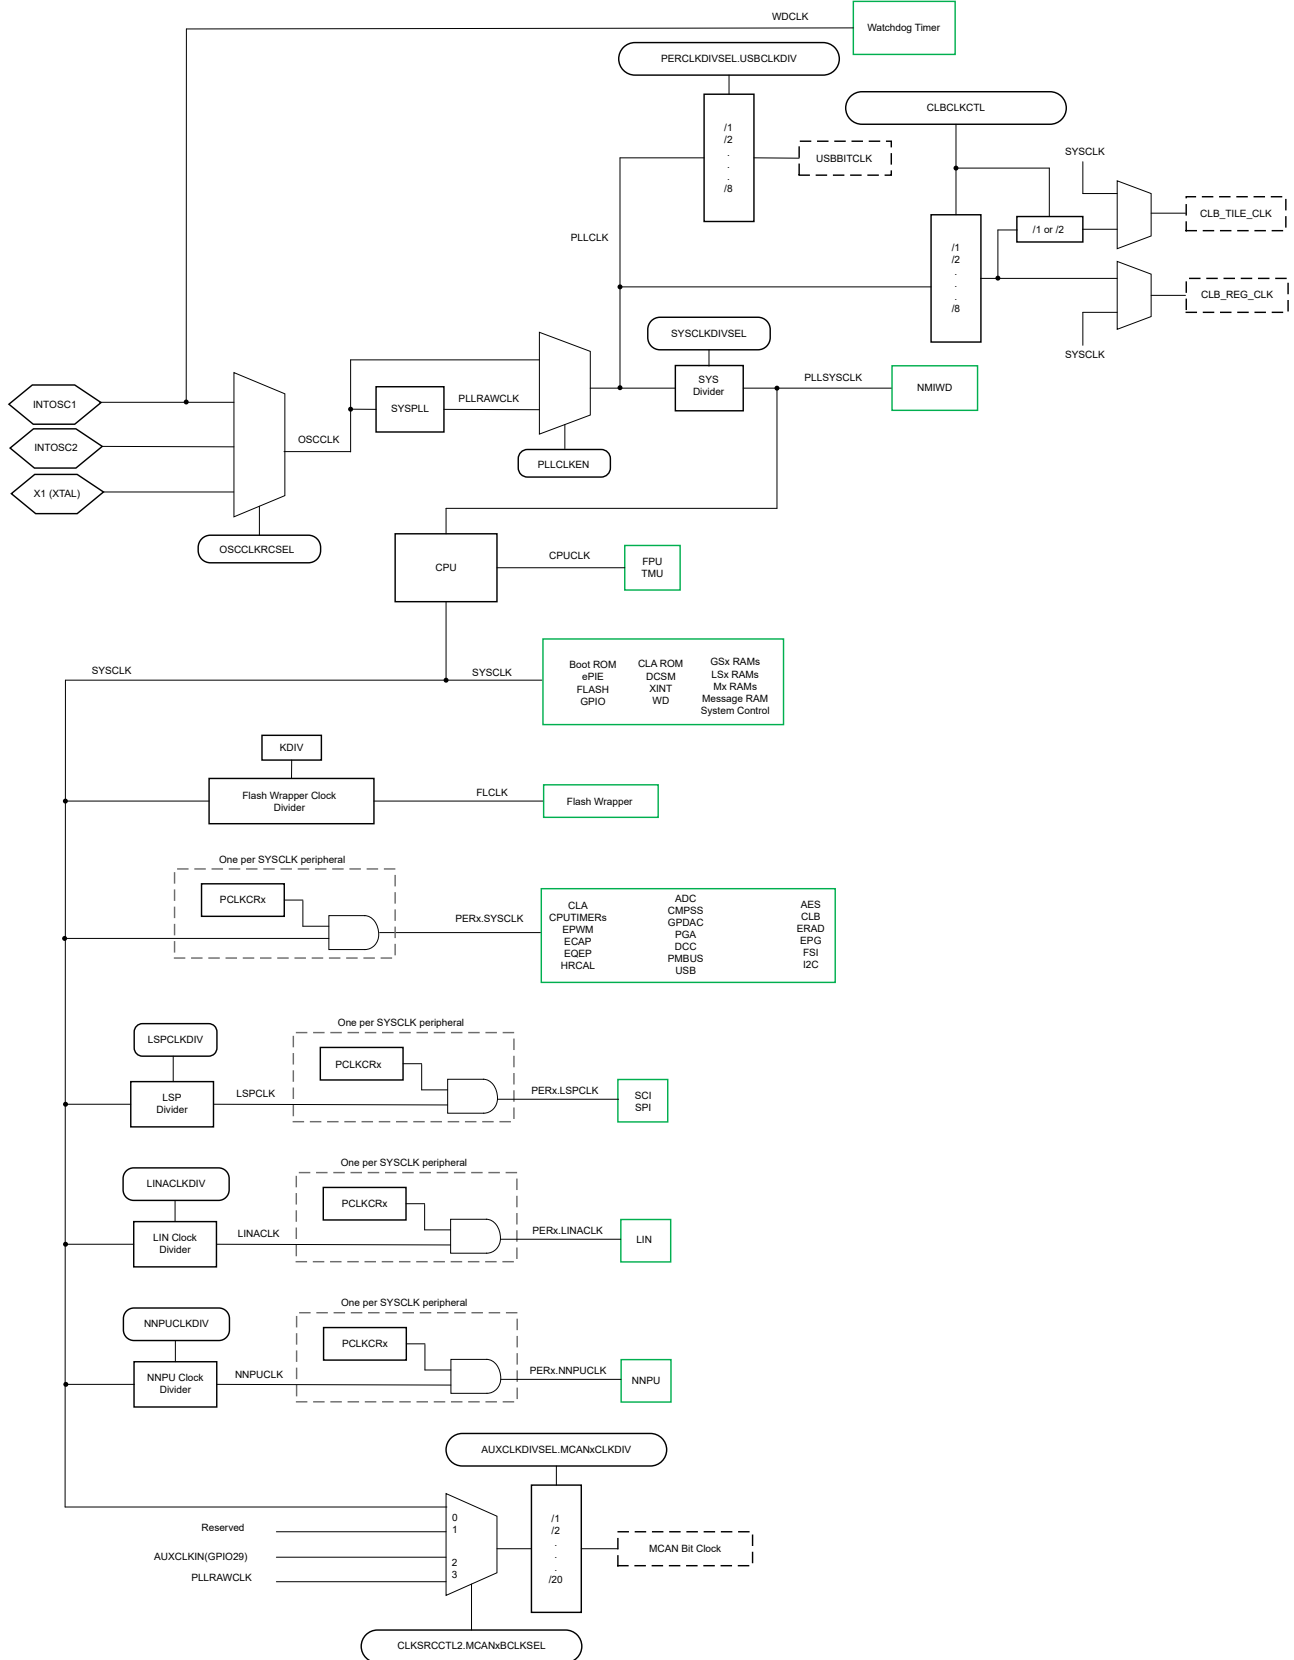 WDCLK
Watchdog Timer
PERCLKDIVSEL.USBCLKDIV
/1
/2
.
.
.
/8
USBBITCLK
CLBCLKCTL
SYSCLK
CLB_TILE_CLK
/1 or /2
PLLCLK
/1
/2
.
.
.
/8
CLB_REG_CLK
SYSCLK
SYSCLKDIVSEL
SYS
Divider
PLLSYSCLK
NMIWD
INTOSC1
INTOSC2
X1 (XTAL)
OSCCLK
SYSPLL
PLLRAWCLK
PLLCLKEN
OSCCLKRCSEL
CPU
CPUCLK
FPU
TMU
SYSCLK
SYSCLK
Boot ROM
ePIE
FLASH
GPIO
CLA ROM
DCSM
XINT
WD
GSx RAMs
LSx RAMs
Mx RAMs
Message RAM
System Control
KDIV
Flash Wrapper Clock
Divider
FLCLK
Flash Wrapper
One per SYSCLK peripheral
PCLKCRx
PERx.SYSCLK
CLA
CPUTIMERs
EPWM
ECAP
EQEP
HRCAL
ADC
CMPSS
GPDAC
PGA
DCC
PMBUS
USB
AES
CLB
ERAD
EPG
FSI
I2C
LSPCLKDIV
LSP
Divider
LSPCLK
One per SYSCLK peripheral
PCLKCRx
PERx.LSPCLK
SCI
SPI
LINACLKDIV
LIN Clock
Divider
LINACLK
One per SYSCLK peripheral
PCLKCRx
PERx.LINACLK
LIN
NNPUCLKDIV
NNPU Clock
Divider
NNPUCLK
One per SYSCLK peripheral
PCLKCRx
PERx.NNPUCLK
NNPU
AUXCLKDIVSEL.MCANxCLKDIV
Reserved
AUXCLKIN(GPIO29)
PLLRAWCLK
0
1
2
3
/1
/2
.
.
.
/20
MCAN Bit Clock
CLKSRCCTL2.MCANxBCLKSEL